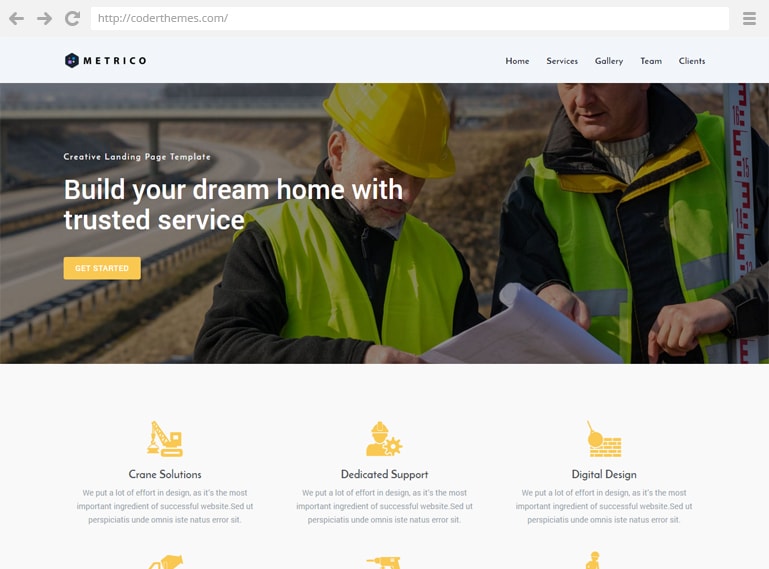 http://coderthemes.com/
METRICO
Home Services Gallery Team Clients
Creative Landing Page Template
Build your dream home with
trusted service
GET STARTED
16
15
Crane Solutions Dedicated Support Digital Design
We put a lot of effort in design, as it's the most We put a lot of effort in design, as it's the most We put a lot of effort in design, as it's the most
important ingredient of successful website.Sed ut important ingredient of successful website.Sed ut important ingredient of successful website.Sed ut
perspiciatis unde omnis iste natus error sit. perspiciatis unde omnis iste natus error sit. perspiciatis unde omnis iste natus error sit.